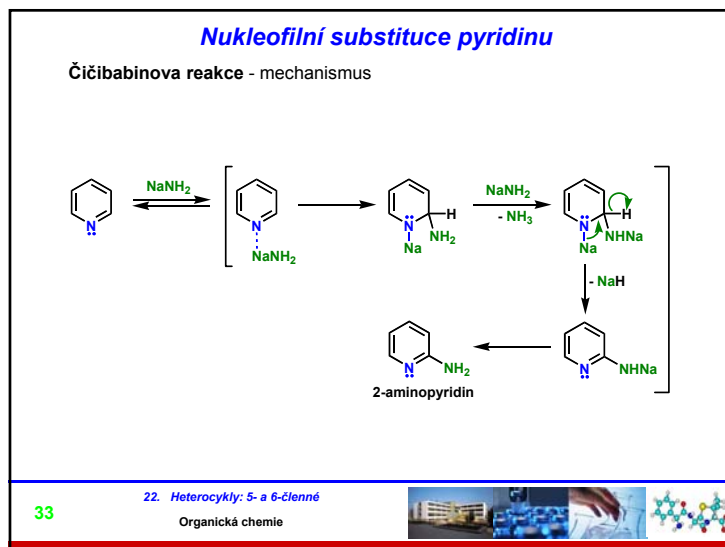 Nukleofilní substituce pyridinu
Čičibabinova reakce - mechanismus
N
NaNH2
N
NaNH2
N
Na
H
NH2
NaNH2
- NH3
N
Na
H
NHNa
- NaH
N
NHNa
N
NH2
2-aminopyridin
33
22. Heterocykly: 5- a 6-členné
Organická chemie